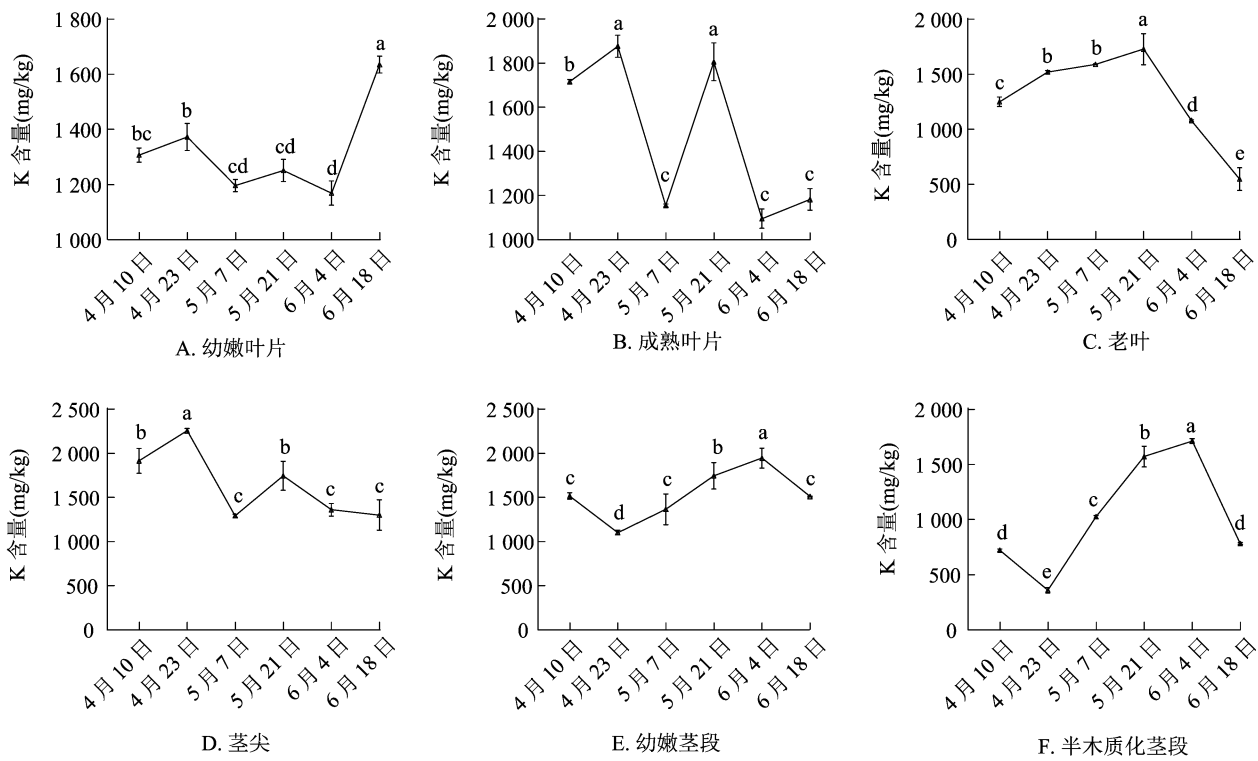 1 800
1 600
1 400
1 200
1 000
K 含量(mg/kg)
bc
b
cd
cd
d
a
4月 10日
4月 23日
5月 7日
5月 21日
6月 4日
6月 18日
A. 幼嫩叶片
2 000
1 800
1 600
1 400
1 200
1 000
K 含量(mg/kg)
b
a
c
a
c
c
4月 10日
4月 23日
5月 7日
5月 21日
6月 4日
6月 18日
B. 成熟叶片
2 000
1 500
1 000
500
0
K 含量(mg/kg)
c
b
b
a
d
e
4月 10日
4月 23日
5月 7日
5月 21日
6月 4日
6月 18日
C. 老叶
2 500
2 000
1 500
1 000
500
0
K 含量(mg/kg)
b
a
c
b
c
c
4月 10日
4月 23日
5月 7日
5月 21日
6月 4日
6月 18日
D. 茎尖
2 500
2 000
1 500
1 000
500
0
K 含量(mg/kg)
c
d
c
b
a
c
4月 10日
4月 23日
5月 7日
5月 21日
6月 4日
6月 18日
E. 幼嫩茎段
2 000
1 500
1 000
500
0
K 含量(mg/kg)
d
e
c
b
a
d
4月 10日
4月 23日
5月 7日
5月 21日
6月 4日
6月 18日
F. 半木质化茎段